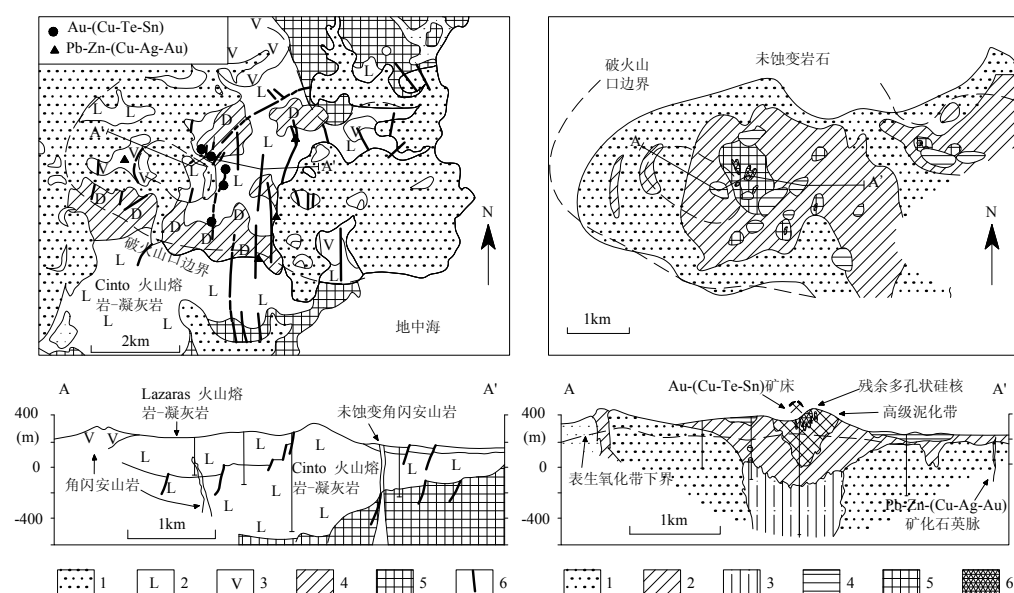 Au-(Cu-Te-Sn)
Pb-Zn-(Cu-Ag-Au)
V
V
V
V
L
L
L
D
D
A'
L
L
V
L
V
V
L
L
A
D
D
D
D
V
D
破火山口边界
L
L
Cinto 火山熔
岩-凝灰岩
L
L
L
L
L
L
2km
N
地中海
破火山
口边界
未蚀变岩石
A
A'
N
1km
A
A'
Lazaras 火山熔
岩-凝灰岩
未蚀变角闪安山岩
400
(m)
0
-400
V
V
L
L
L
L
L
L
L
L
L
L
Cinto 火山熔
岩-凝灰岩
角闪安山岩
1km
A
A'
Au-(Cu-Te-Sn)矿床
残余多孔状硅核
高级泥化带
400
(m)
0
-400
表生氧化带下界
Pb-Zn-(Cu-Ag-Au)
矿化石英脉
1km
1 L 2 V 3 4 5 6
1 2 3 4 5 6